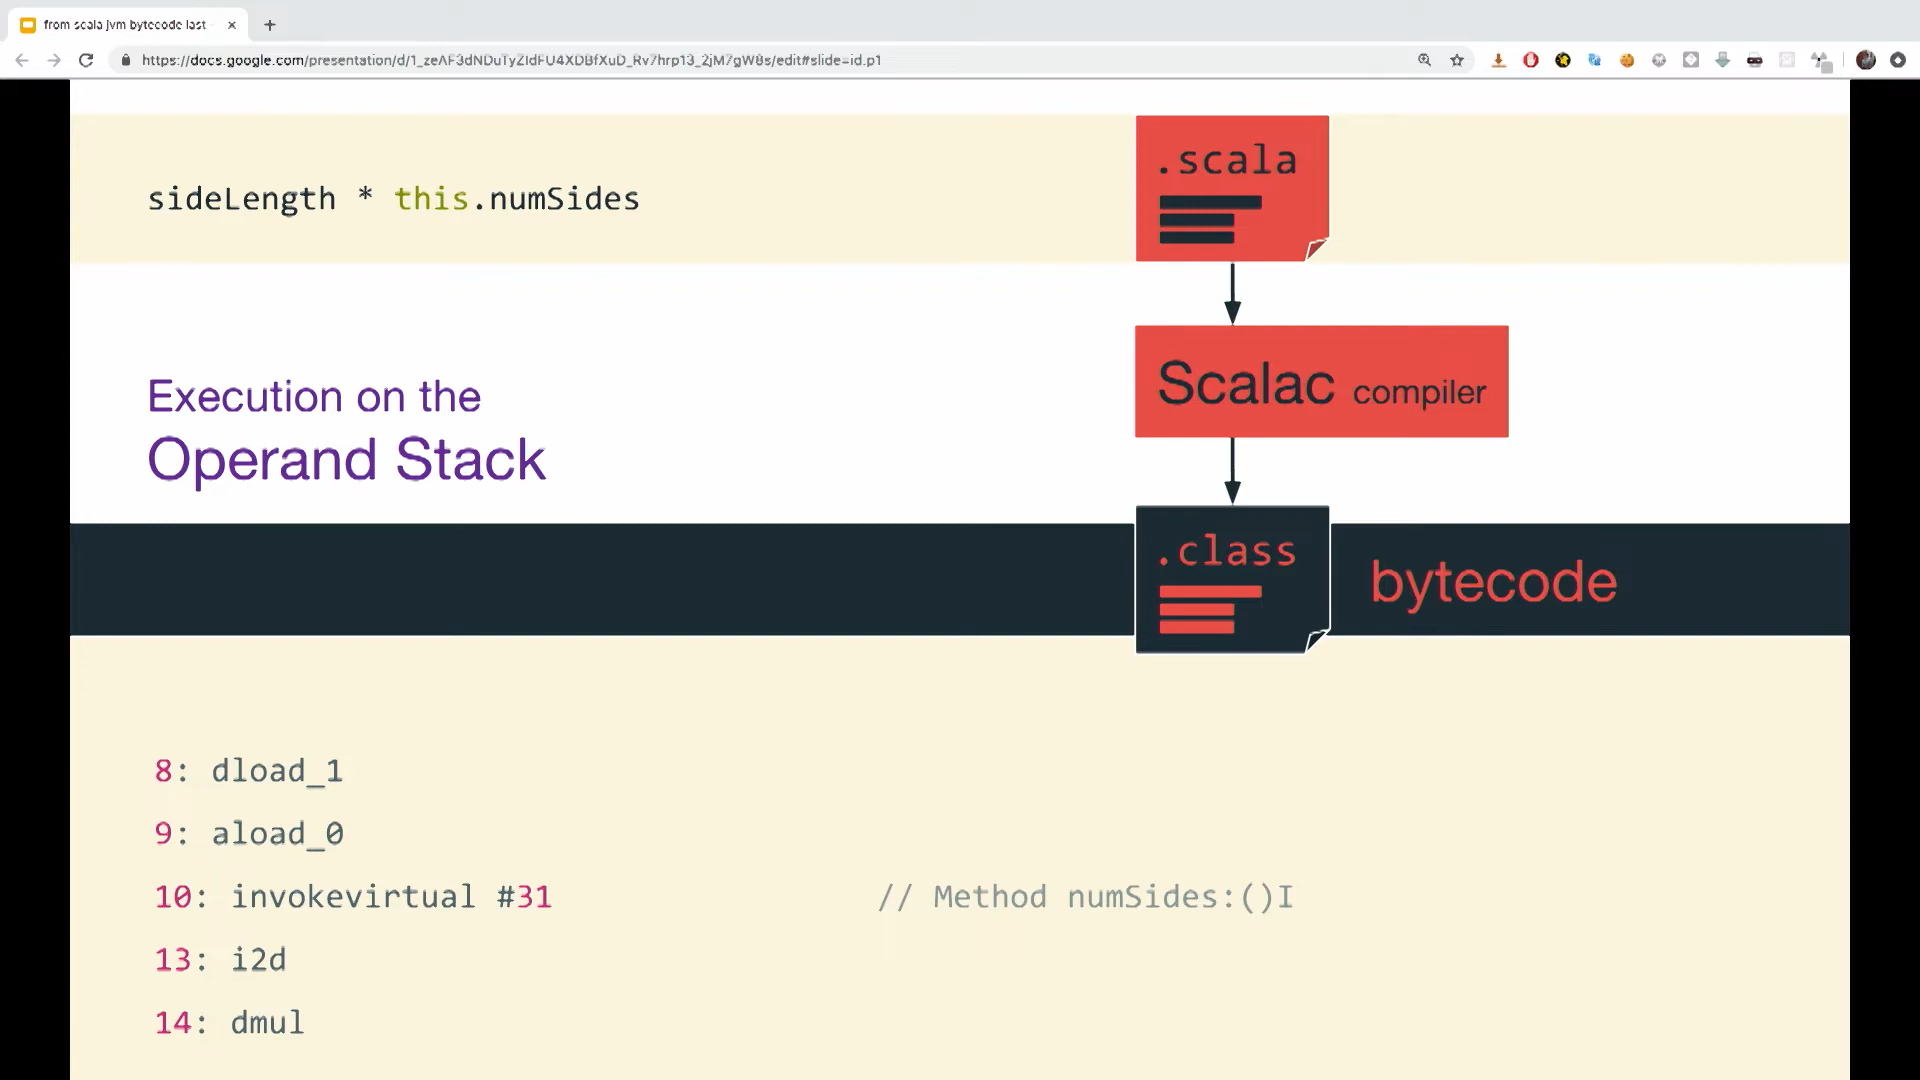 from scala jvm bytecode last
https://docs.google.com/presentation/d/1_zeAF3dNDuTyZIdFU4XDBfXuD_Rv7hrp13_2jM7gW8s/edit#slide=id.p1
sideLength * this.numSides
.scala
Scalac compiler
Execution on the
Operand Stack
.class
bytecode
8: dload_1
9: aload_0
10: invokevirtual #31 // Method numSides:()I
13: i2d
14: dmul